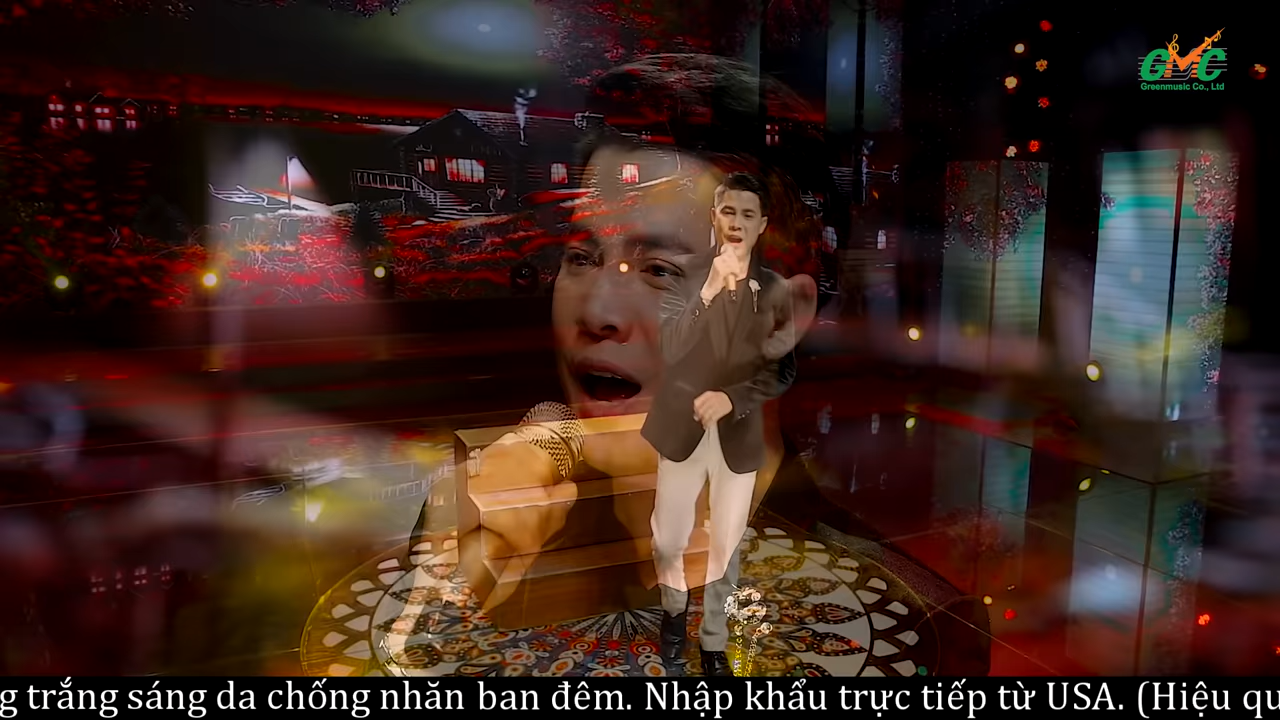 GMC
Greenmusic Co., Ltd
g trắng sáng da chống nhăn ban đêm. Nhập khẩu trực tiếp từ USA. (Hiệu qu